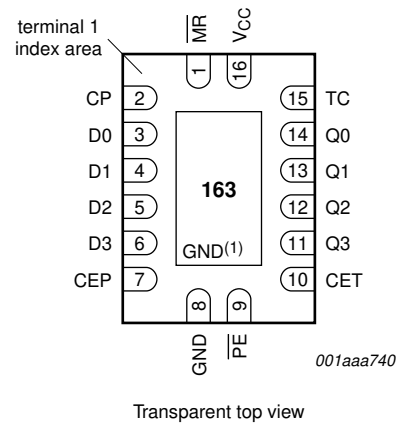 terminal 1
index area
M̅R̅
VCC
1
16
CP 2
15 TC
D0 3
14 Q0
D1 4
13 Q1
D2 5
12 Q2
D3 6
11 Q3
CEP 7
10 CET
163
GND(1)
8
9
GND
P̅E̅
001aaa740
Transparent top view